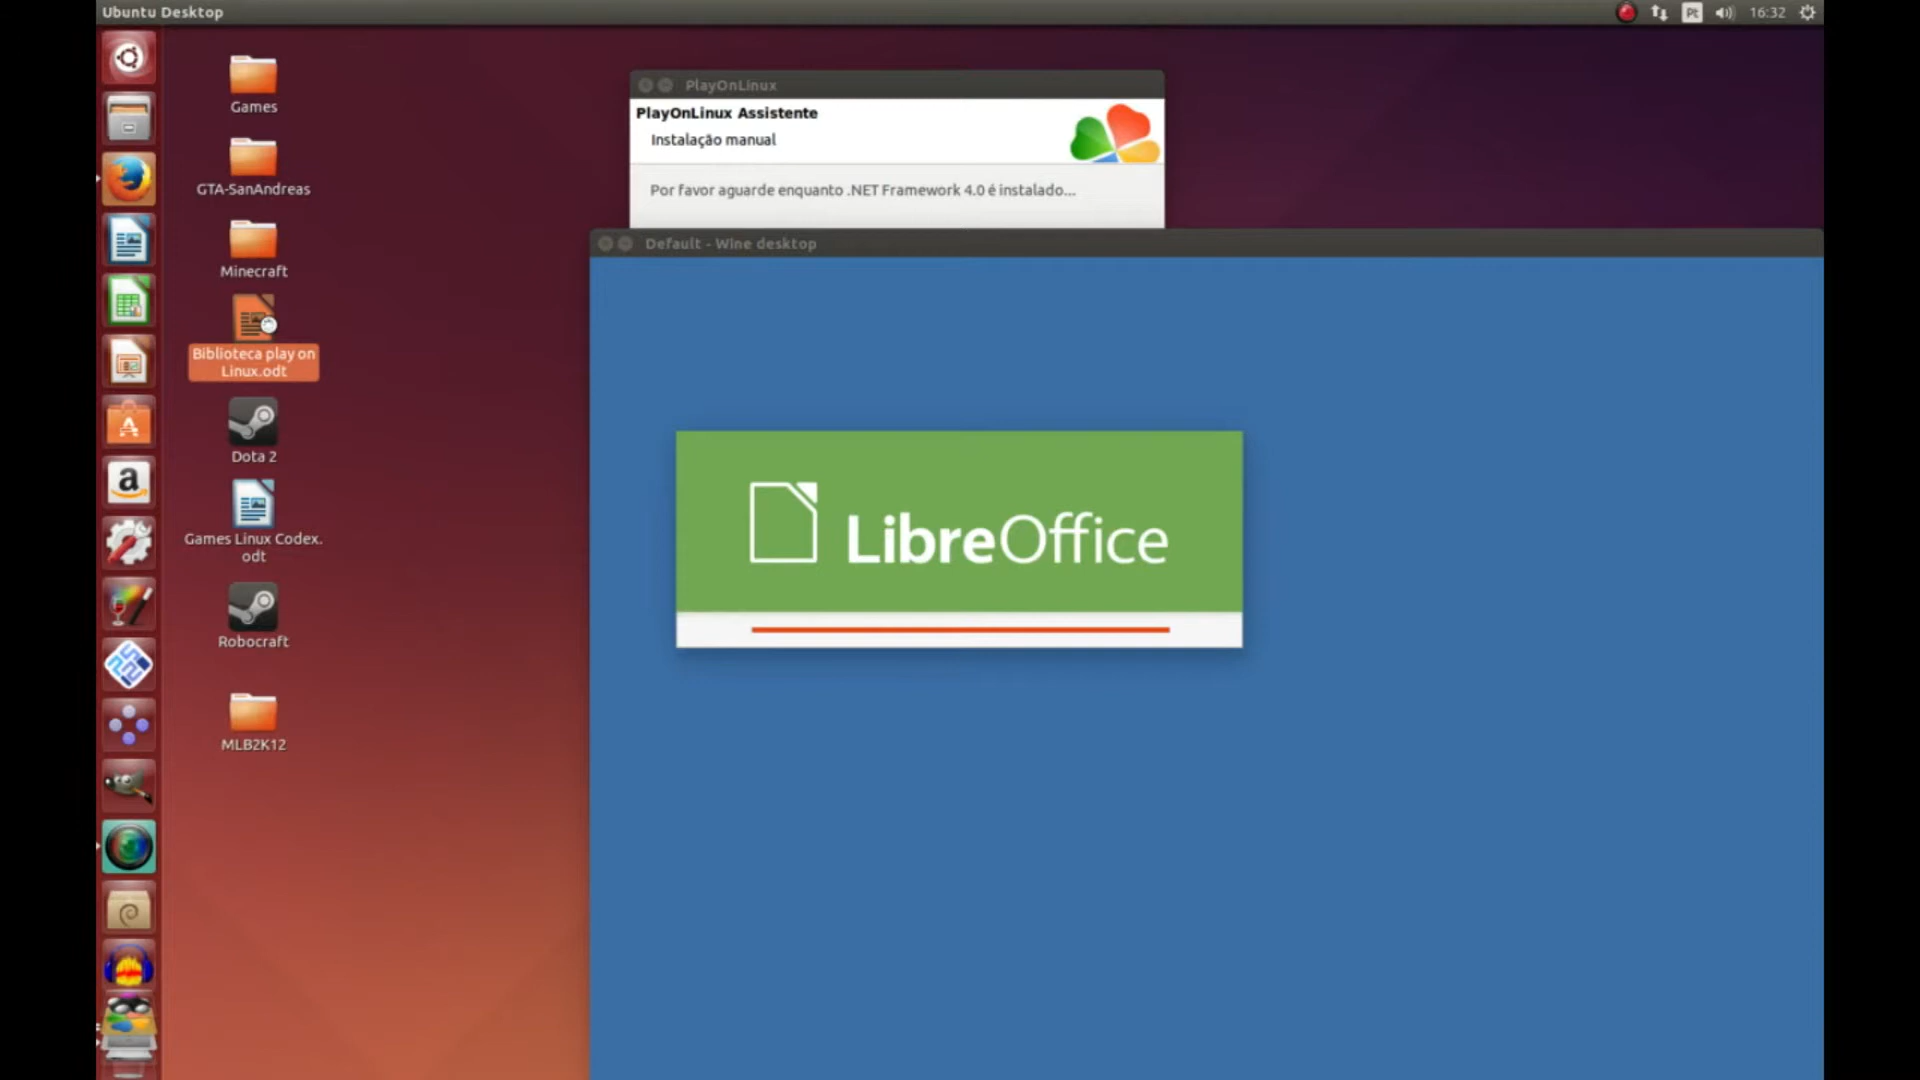 Ubuntu Desktop
Pt
16:32
Games
GTA-SanAndreas
Minecraft
Biblioteca play on
Linux.odt
Dota 2
Games Linux Codex.
odt
Robocraft
MLB2K12
PlayOnLinux
PlayOnLinux Assistente
Instalação manual
Por favor aguarde enquanto .NET Framework 4.0 é instalado...
Default - Wine desktop
LibreOffice